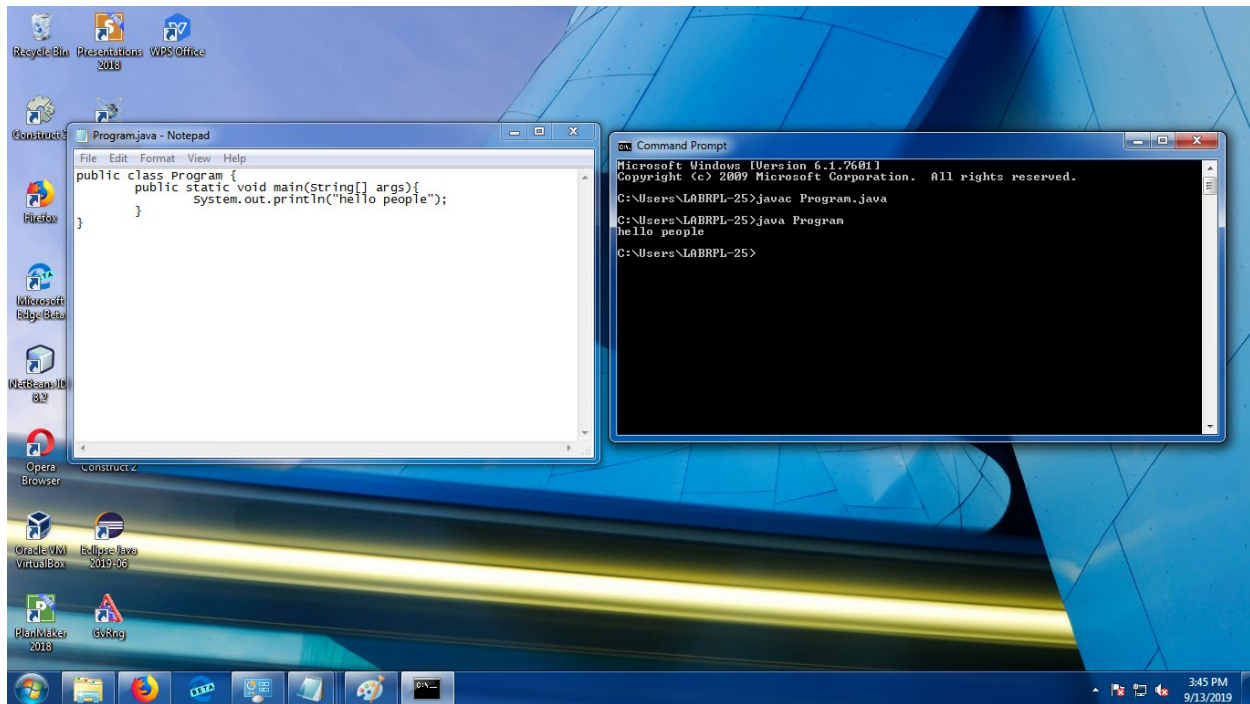 Recycle Bin
Presentations 2018
WPS Office
Construct 2
Program.java - Notepad
File Edit Format View Help
public class Program {
        public static void main(String[] args){
                System.out.println("hello people");
        }
}
Command Prompt
Microsoft Windows [Version 6.1.7601]
Copyright (c) 2009 Microsoft Corporation.  All rights reserved.
C:\Users\LABRPL-25>javac Program.java
C:\Users\LABRPL-25>java Program
hello people
C:\Users\LABRPL-25>
Firefox
Microsoft
Edge Beta
NetBeans ID
8.2
Opera
Browser
Construct 2
Oracle VM
VirtualBox
Eclipse Java
2019-06
PlanMaker
2018
GvRng
BETA
C:\_
3:45 PM
9/13/2019